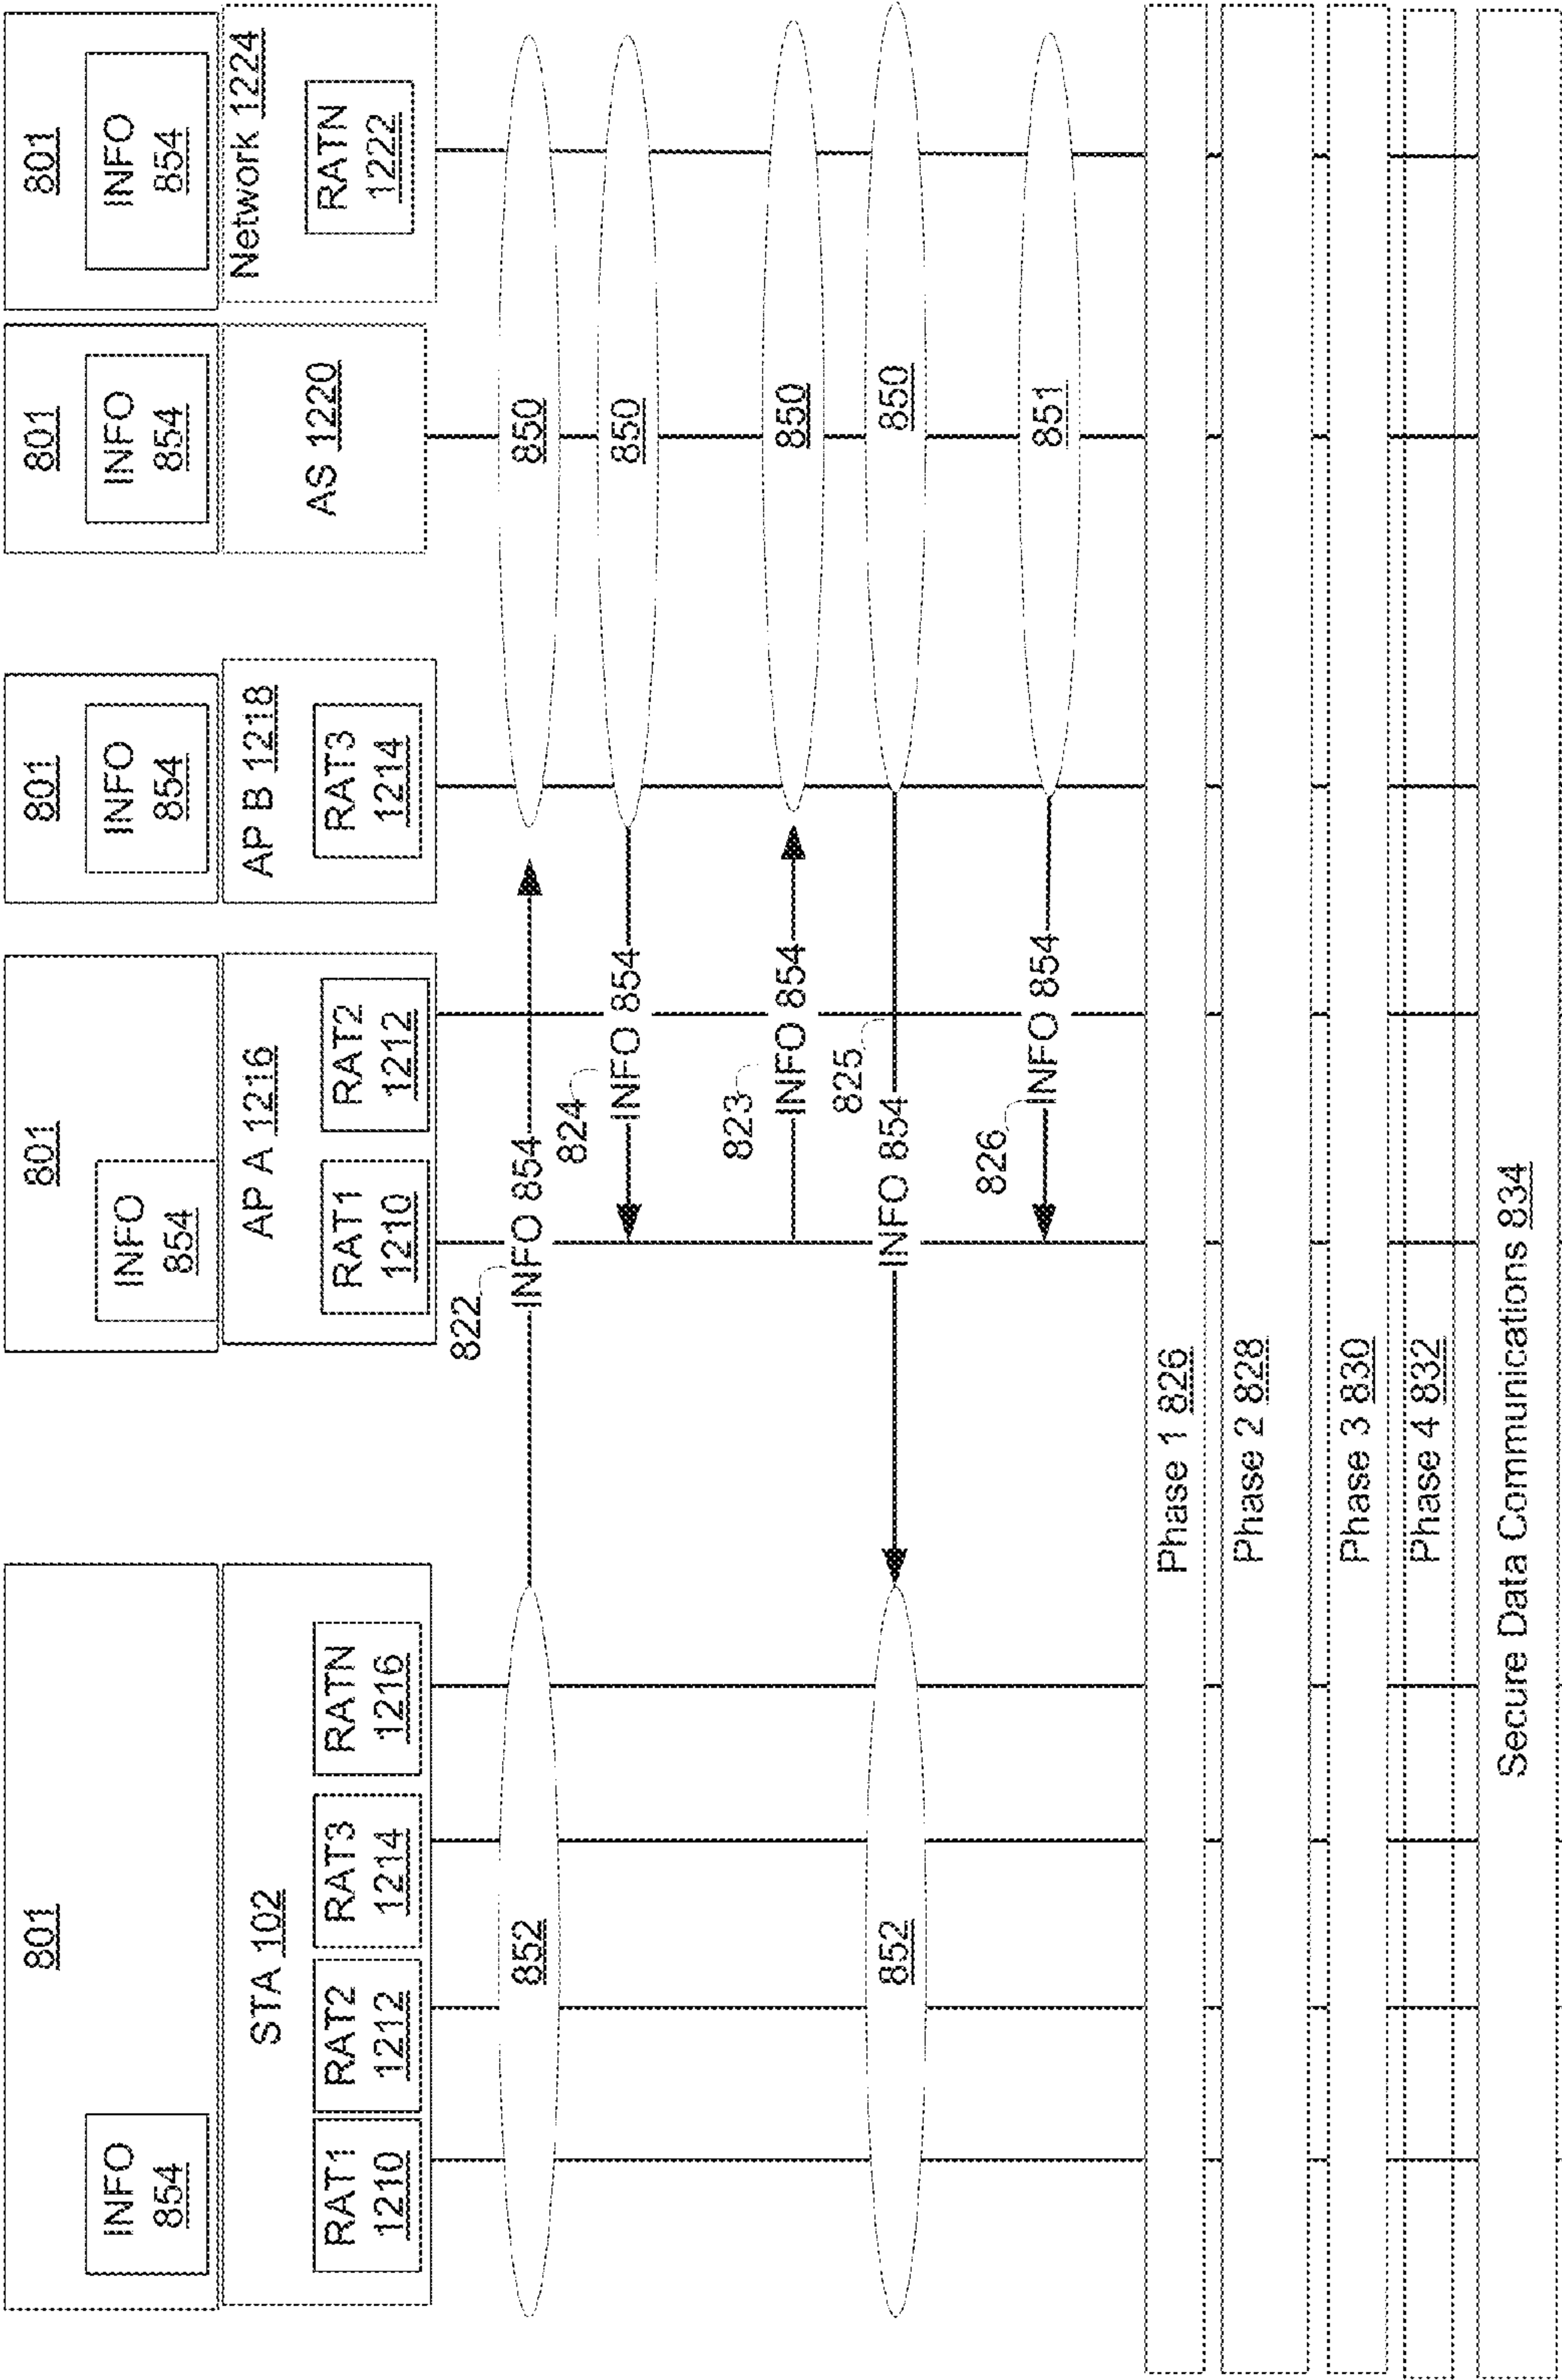 801
INFO
854
STA 102
RAT1
1210
RAT2
1212
RAT3
1214
RATN
1216
801
INFO
854
AP A 1216
RAT1
1210
RAT2
1212
801
INFO
854
AP B 1218
RAT3
1214
801
INFO
854
AS 1220
801
INFO
854
Network 1224
RATN
1222
852
822
INFO 854
850
824
INFO 854
850
823
INFO 854
850
852
INFO 854
825
850
826
INFO 854
851
Phase 1 826
Phase 2 828
Phase 3 830
Phase 4 832
Secure Data Communications 834